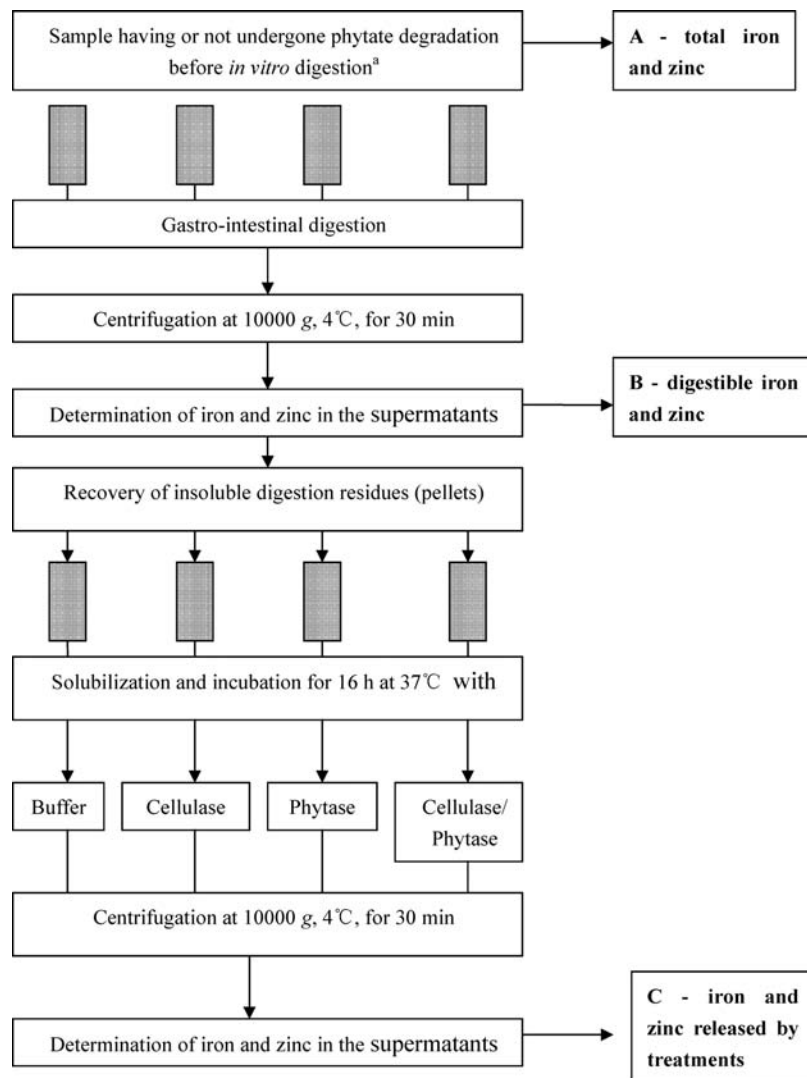 Sample having or not undergone phytate degradation
before in vitro digestionᵃ
A - total iron
and zinc
Gastro-intestinal digestion
Centrifugation at 10000 g, 4℃, for 30 min
Determination of iron and zinc in the supermatants
B - digestible iron
and zinc
Recovery of insoluble digestion residues (pellets)
Solubilization and incubation for 16 h at 37℃ with
Buffer
Cellulase
Phytase
Cellulase/
Phytase
Centrifugation at 10000 g, 4℃, for 30 min
Determination of iron and zinc in the supermatants
C - iron and
zinc released by
treatments